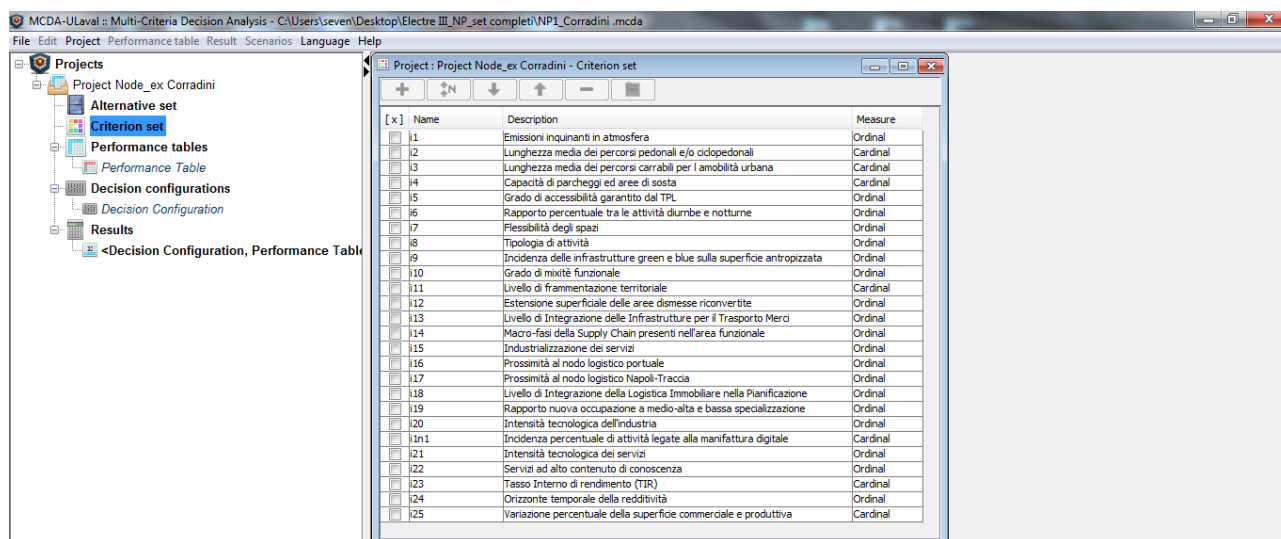 MCDA-ULaval :: Multi-Criteria Decision Analysis - C:\Users\seven\Desktop\Electre III_NP_set completi\NP1_Corradini .mcda
File Edit Project Performance table Result Scenarios Language Help
Projects
Project Node_ex Corradini
Alternative set
Criterion set
Performance tables
Performance Table
Decision configurations
Decision Configuration
Results
<Decision Configuration, Performance Table
Project : Project Node_ex Corradini - Criterion set
[x] Name Description Measure
i1 Emissioni inquinanti in atmosfera Ordinal
i2 Lunghezza media dei percorsi pedonali e/o ciclopedonali Cardinal
i3 Lunghezza media dei percorsi carrabili per l amobilità urbana Cardinal
i4 Capacità di parcheggi ed aree di sosta Cardinal
i5 Grado di accessibilità garantito dal TPL Ordinal
i6 Rapporto percentuale tra le attività diurnbe e notturne Ordinal
i7 Flessibilità degli spazi Ordinal
i8 Tipologia di attività Ordinal
i9 Incidenza delle infrastrutture green e blue sulla superficie antropizzata Ordinal
i10 Grado di mixitè funzionale Ordinal
i11 Livello di frammentazione territoriale Cardinal
i12 Estensione superficiale delle aree dismesse riconvertite Ordinal
i13 Livello di Integrazione delle Infrastrutture per il Trasporto Merci Ordinal
i14 Macro-fasi della Supply Chain presenti nell'area funzionale Ordinal
i15 Industrializzazione dei servizi Ordinal
i16 Prossimità al nodo logistico portuale Ordinal
i17 Prossimità al nodo logistico Napoli-Traccia Ordinal
i18 Livello di Integrazione della Logistica Immobiliare nella Pianificazione Ordinal
i19 Rapporto nuova occupazione a medio-alta e bassa specializzazione Ordinal
i20 Intensità tecnologica dell'industria Ordinal
i1n1 Incidenza percentuale di attività legate alla manifattura digitale Cardinal
i21 Intensità tecnologica dei servizi Ordinal
i22 Servizi ad alto contenuto di conoscenza Ordinal
i23 Tasso Interno di rendimento (TIR) Cardinal
i24 Orizzonte temporale della redditività Ordinal
i25 Variazione percentuale della superficie commerciale e produttiva Cardinal